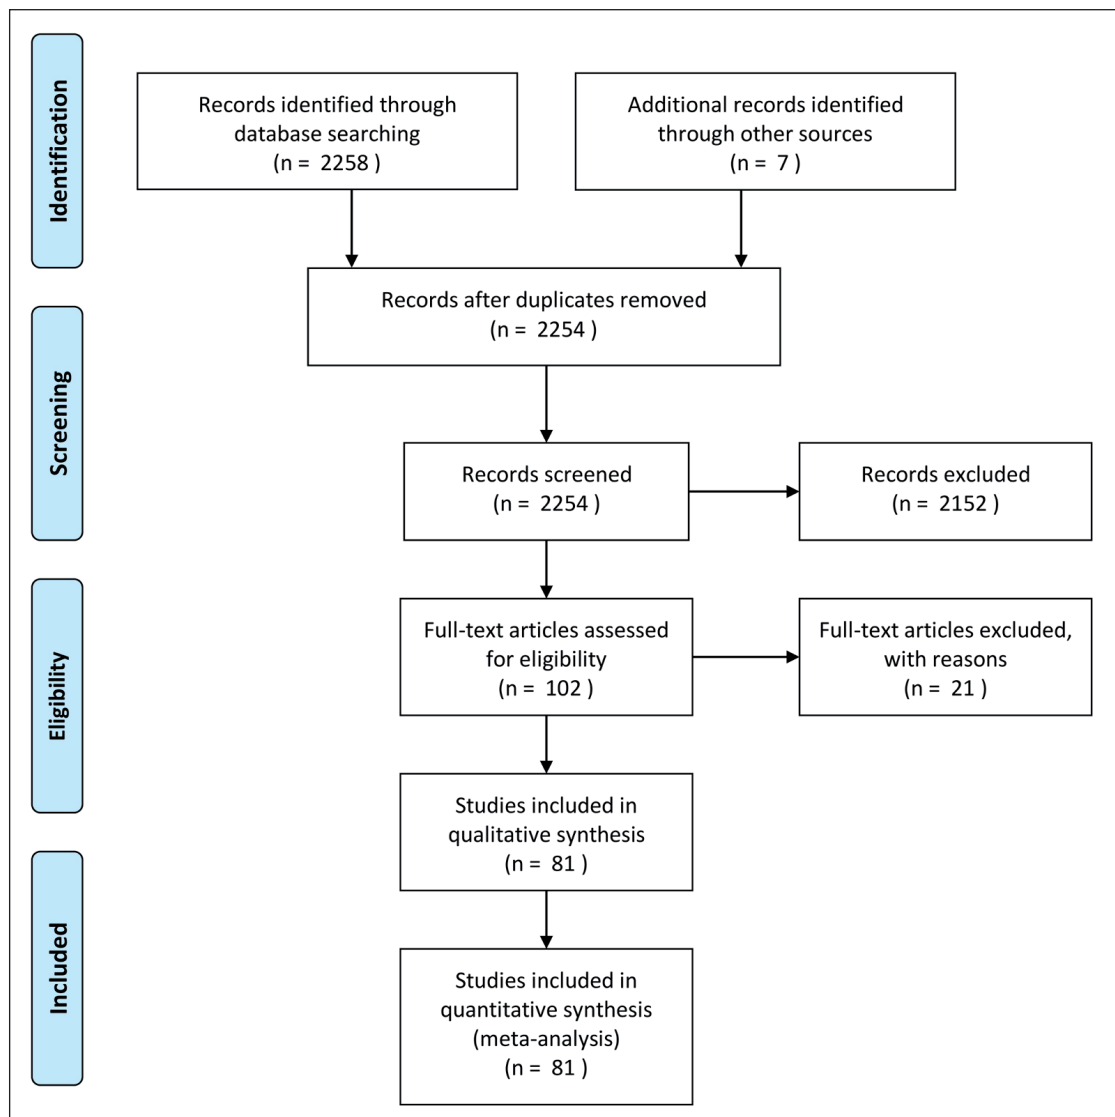 Identification
Records identified through
database searching
(n = 2258 )
Additional records identified
through other sources
(n = 7 )
Records after duplicates removed
(n = 2254 )
Screening
Records screened
(n = 2254 )
Records excluded
(n = 2152 )
Eligibility
Full-text articles assessed
for eligibility
(n = 102 )
Full-text articles excluded,
with reasons
(n = 21 )
Studies included in
qualitative synthesis
(n = 81 )
Included
Studies included in
quantitative synthesis
(meta-analysis)
(n = 81 )